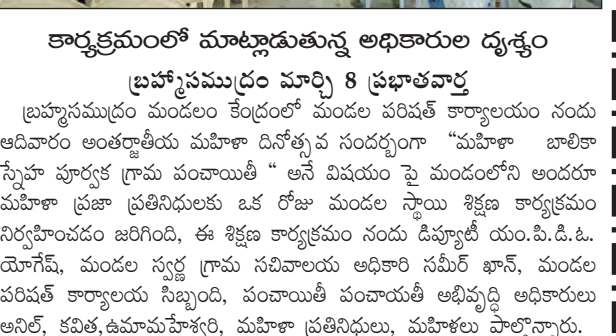 కార్యక్రమంలో మాట్లాడుతున్న అధికారుల దృశ్యం
బ్రహ్మాసముద్రం మార్చి 8 ప్రభాతవార్త
బ్రహ్మసముద్రం మండలం కేంద్రంలో మండల పరిషత్ కార్యాలయం నందు
ఆదివారం అంతర్జాతీయ మహిళా దినోత్సవ సందర్భంగా "మహిళా బాలికా
స్నేహ పూర్వక గ్రామ పంచాయితీ " అనే విషయం పై మండంలోని అందరూ
మహిళా ప్రజా ప్రతినిధులకు ఒక రోజు మండల స్థాయి శిక్షణ కార్యక్రమం
నిర్వహించడం జరిగింది, ఈ శిక్షణ కార్యక్రమం నందు డిప్యూటీ యం.పి.డి.ఓ.
యోగేష్, మండల స్వర్ణ గ్రామ సచివాలయ అధికారి సమీర్ ఖాన్, మండల
పరిషత్ కార్యాలయ సిబ్బంది, పంచాయితీ పంచాయతీ అభివృద్ధి అధికారులు
అనిల్, కవిత,ఉమామహేశ్వరి, మహిళా ప్రతినిధులు, మహిళలు పాల్గొన్నారు.